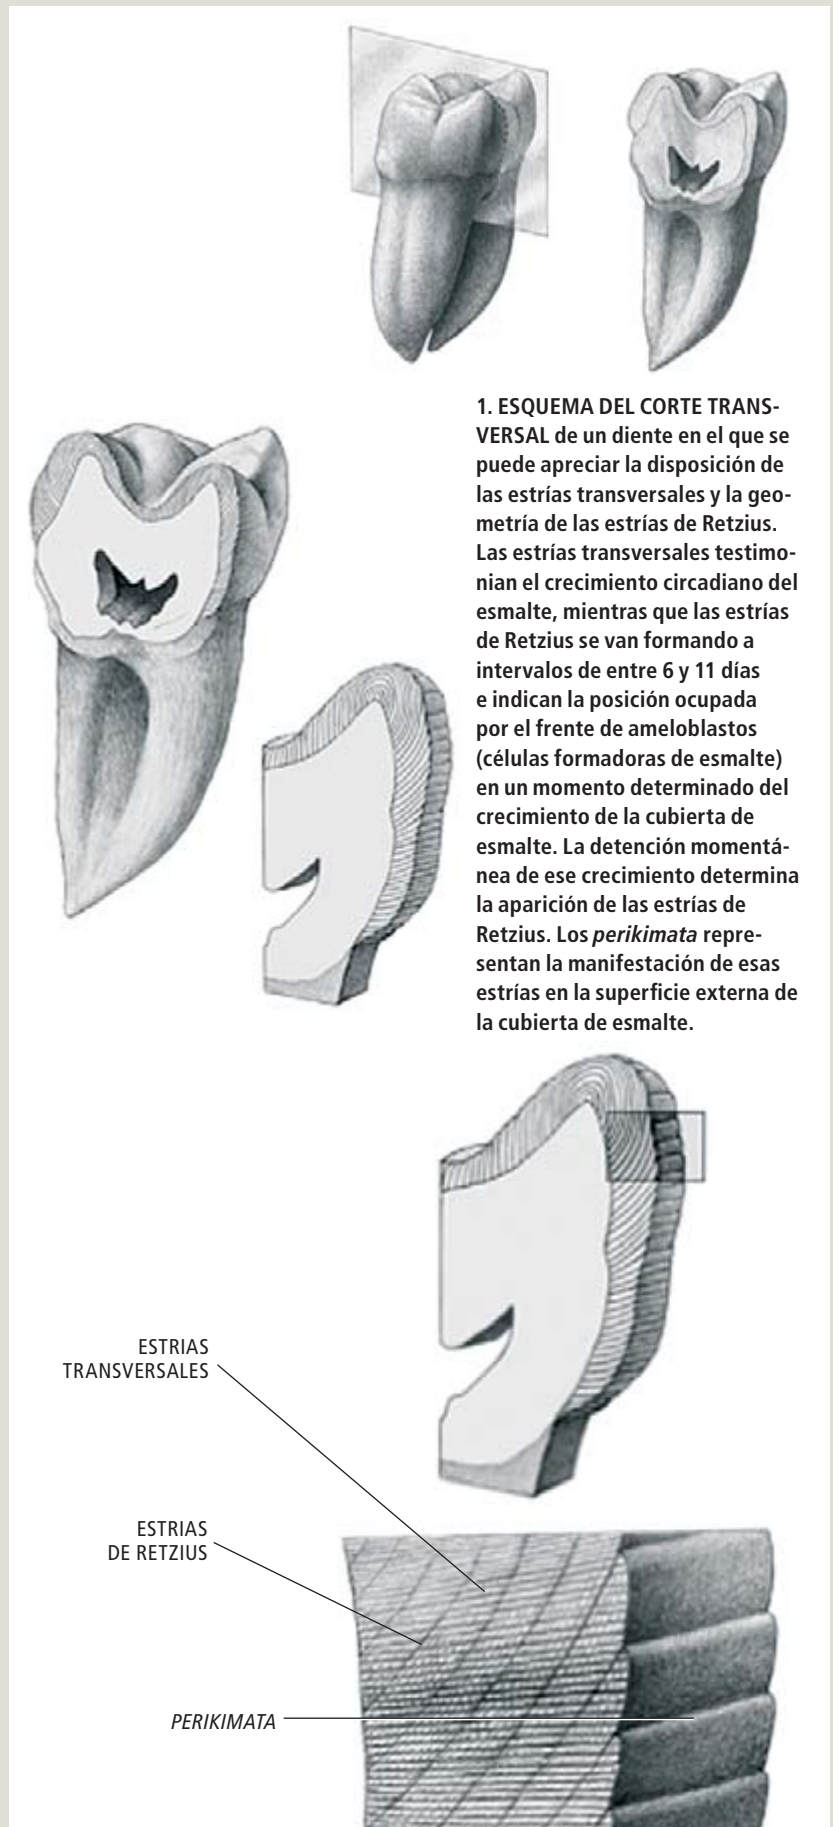 1. ESQUEMA DEL CORTE TRANS-
VERSAL de un diente en el que se
puede apreciar la disposición de
las estrías transversales y la geo-
metría de las estrías de Retzius.
Las estrías transversales testimo-
nian el crecimiento circadiano del
esmalte, mientras que las estrías
de Retzius se van formando a
intervalos de entre 6 y 11 días
e indican la posición ocupada
por el frente de ameloblastos
(células formadoras de esmalte)
en un momento determinado del
crecimiento de la cubierta de
esmalte. La detención momentá-
nea de ese crecimiento determina
la aparición de las estrías de
Retzius. Los perikimata repre-
sentan la manifestación de esas
estrías en la superficie externa de
la cubierta de esmalte.
ESTRIAS
TRANSVERSALES
ESTRIAS
DE RETZIUS
PERIKIMATA